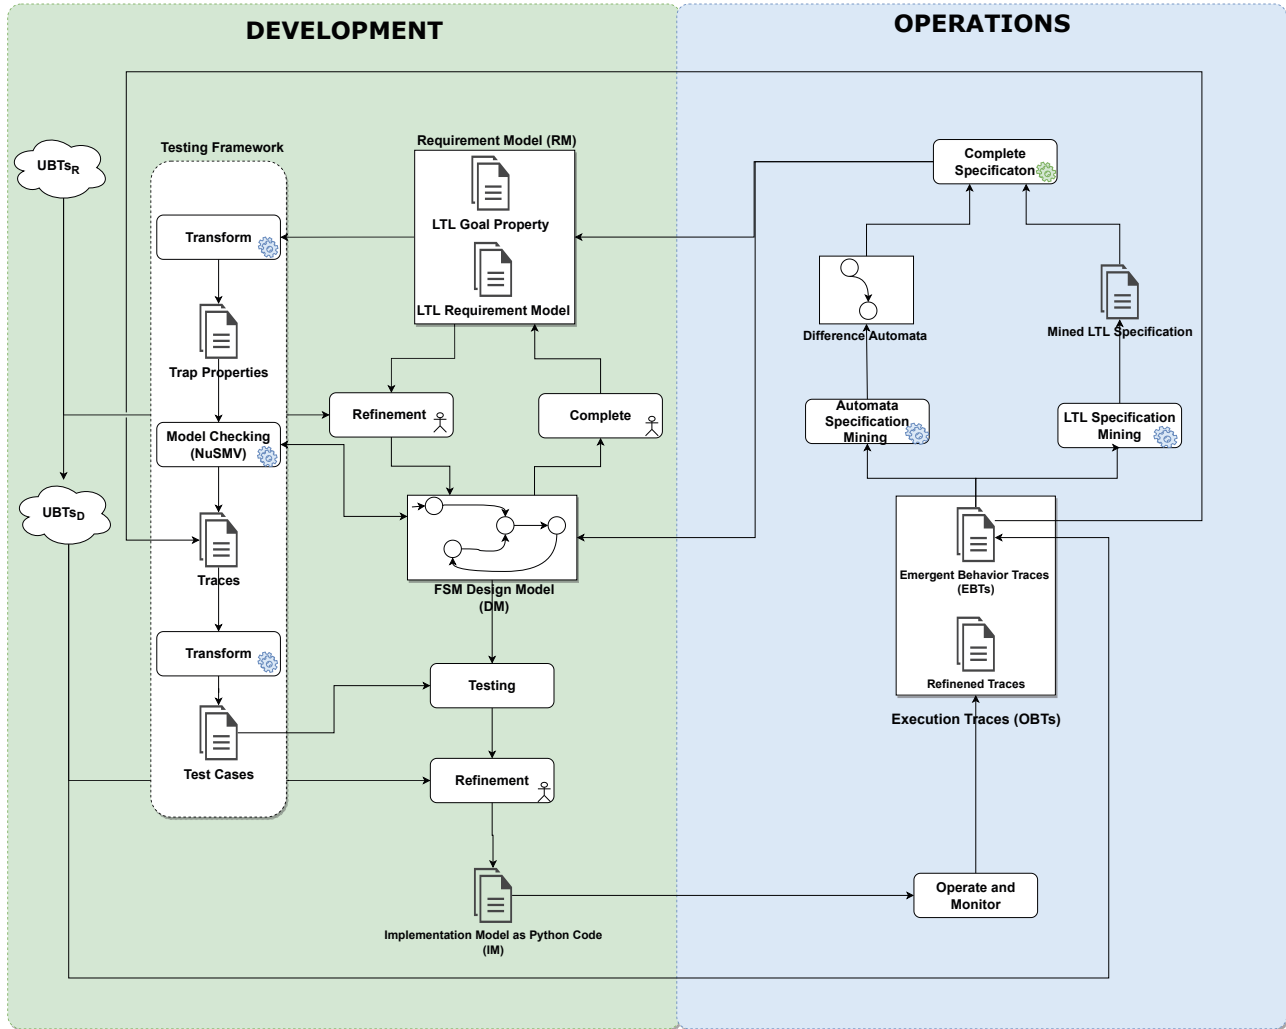 DEVELOPMENT
OPERATIONS
UBTsR
Testing Framework
Requirement Model (RM)
LTL Goal Property
LTL Requirement Model
Transform
Trap Properties
Model Checking
(NuSMV)
UBTsD
Traces
Transform
Test Cases
Refinement
Complete
FSM Design Model
(DM)
Testing
Refinement
Implementation Model as Python Code
(IM)
Complete
Specificaton
Difference Automata
Mined LTL Specification
Automata
Specification
Mining
LTL Specification
Mining
Emergent Behavior Traces
(EBTs)
Refinened Traces
Execution Traces (OBTs)
Operate and
Monitor